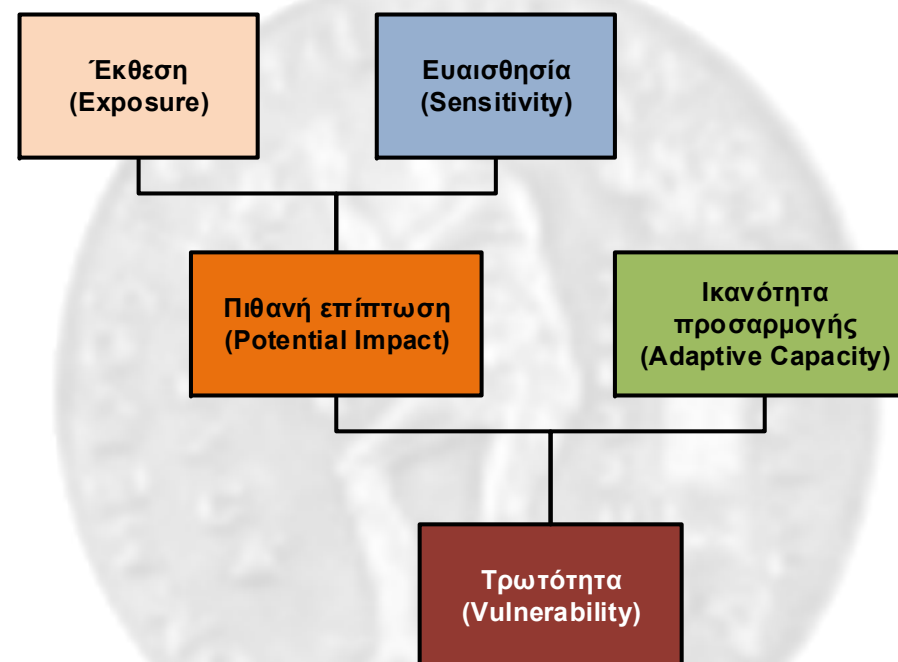 Έκθεση
(Exposure)
Ευαισθησία
(Sensitivity)
Πιθανή επίπτωση
(Potential Impact)
Ικανότητα
προσαρμογής
(Adaptive Capacity)
Τρωτότητα
(Vulnerability)